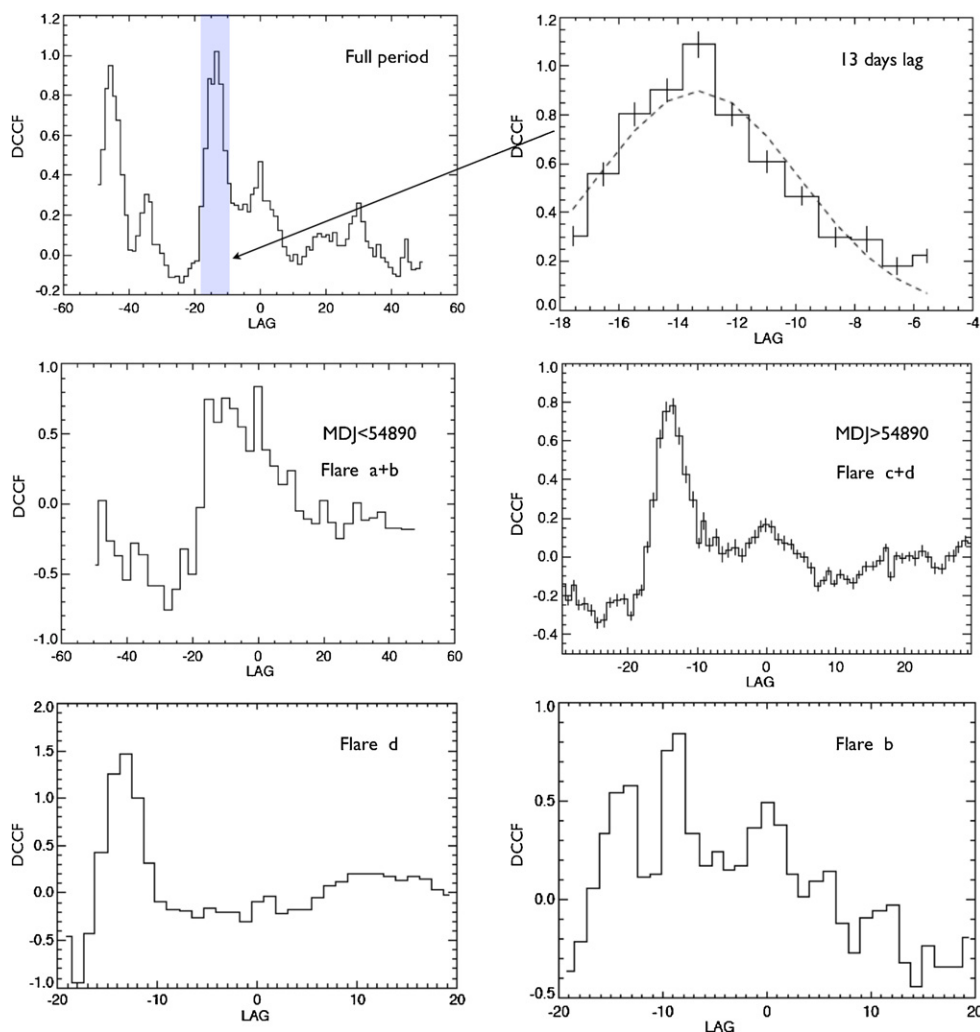 1.2
1.0
0.8
0.6
0.4
0.2
0.0
-0.2
-60 -40 -20 0 20 40 60
DCCF
LAG
Full period
1.2
1.0
0.8
0.6
0.4
0.2
0.0
-18 -16 -14 -12 -10 -8 -6 -4
DCCF
LAG
13 days lag
1.0
0.5
0.0
-0.5
-1.0
-60 -40 -20 0 20 40 60
DCCF
LAG
MDJ<54890
Flare a+b
1.0
0.8
0.6
0.4
0.2
0.0
-0.2
-0.4
-20 -10 0 10 20
DCCF
LAG
MDJ>54890
Flare c+d
2.0
1.5
1.0
0.5
0.0
-0.5
-1.0
-20 -10 0 10 20
DCCF
LAG
Flare d
1.0
0.5
0.0
-0.5
-20 -10 0 10 20
DCCF
LAG
Flare b